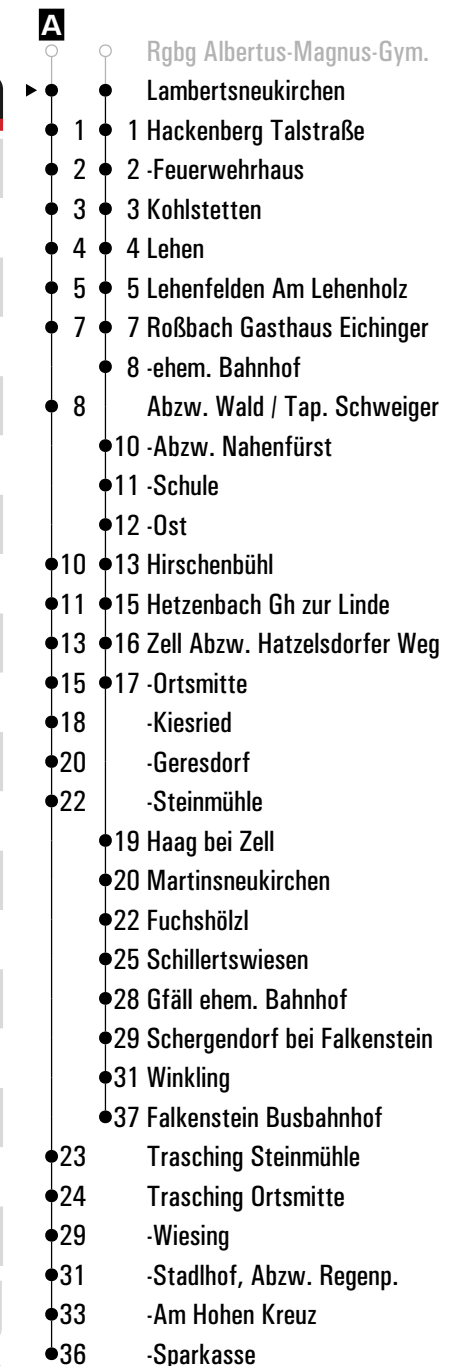 A
Rgbg Albertus-Magnus-Gym.
Lambertsneukirchen
1 1 Hackenberg Talstraße
2 2 -Feuerwehrhaus
3 3 Kohlstetten
4 4 Lehen
5 5 Lehenfelden Am Lehenholz
7 7 Roßbach Gasthaus Eichinger
8 -ehem. Bahnhof
8 Abzw. Wald / Tap. Schweiger
10 -Abzw. Nahenfürst
11 -Schule
12 -Ost
10 13 Hirschenbühl
11 15 Hetzenbach Gh zur Linde
13 16 Zell Abzw. Hatzelsdorfer Weg
15 17 -Ortsmitte
18 -Kiesried
20 -Geresdorf
22 -Steinmühle
19 Haag bei Zell
20 Martinsneukirchen
22 Fuchshölzl
25 Schillertswiesen
28 Gfäll ehem. Bahnhof
29 Schergendorf bei Falkenstein
31 Winkling
37 Falkenstein Busbahnhof
23 Trasching Steinmühle
24 Trasching Ortsmitte
29 -Wiesing
31 -Stadlhof, Abzw. Regenp.
33 -Am Hohen Kreuz
36 -Sparkasse